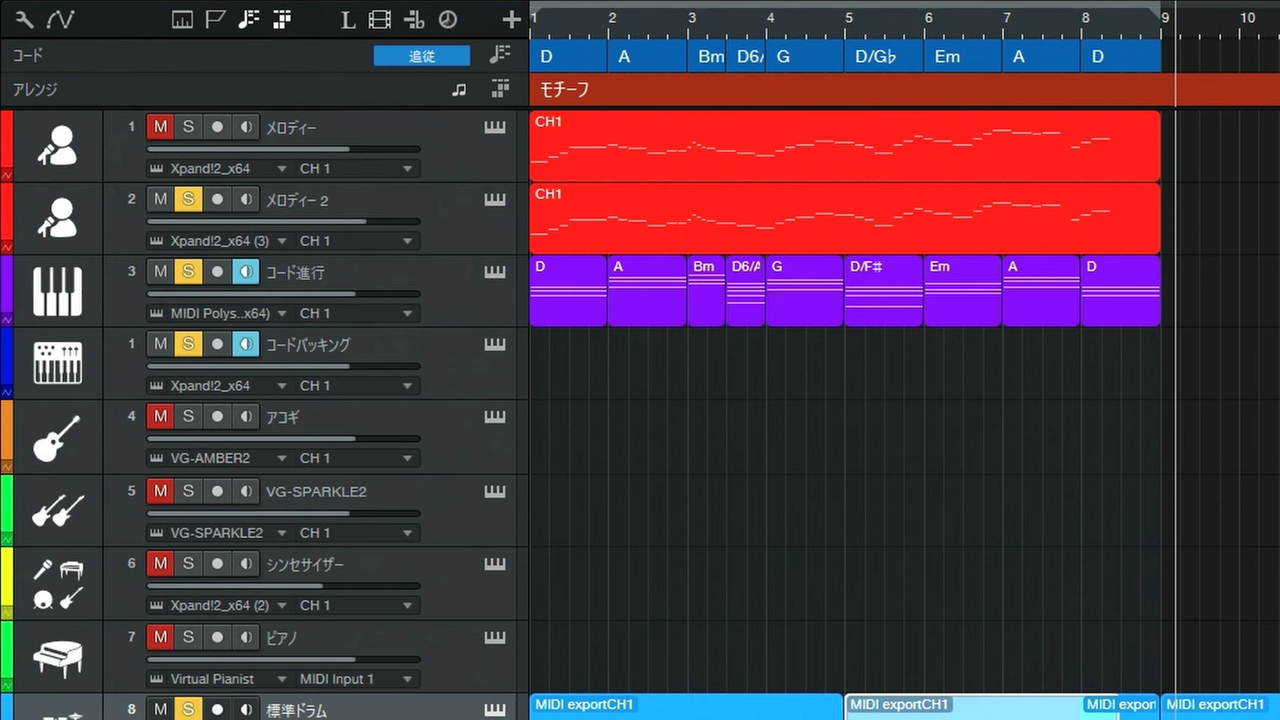 L
1 2 3 4 5 6 7 8 9 10
コード 追従
D A Bm D6/ G D/G♭ Em A D
アレンジ
モチーフ
1 M S メロディー
Xpand!2_x64 CH 1
CH1
2 M S メロディー 2
Xpand!2_x64 (3) CH 1
CH1
3 M S コード進行
MIDI Polys..x64) CH 1
D A Bm D6/A G D/F♯ Em A D
1 M S コードバッキング
Xpand!2_x64 CH 1
4 M S アコギ
VG-AMBER2 CH 1
5 M S VG-SPARKLE2
VG-SPARKLE2 CH 1
6 M S シンセサイザー
Xpand!2_x64 (2) CH 1
7 M S ピアノ
Virtual Pianist MIDI Input 1
8 M S 標準ドラム
MIDI exportCH1 MIDI exportCH1 MIDI expor MIDI exportCH1